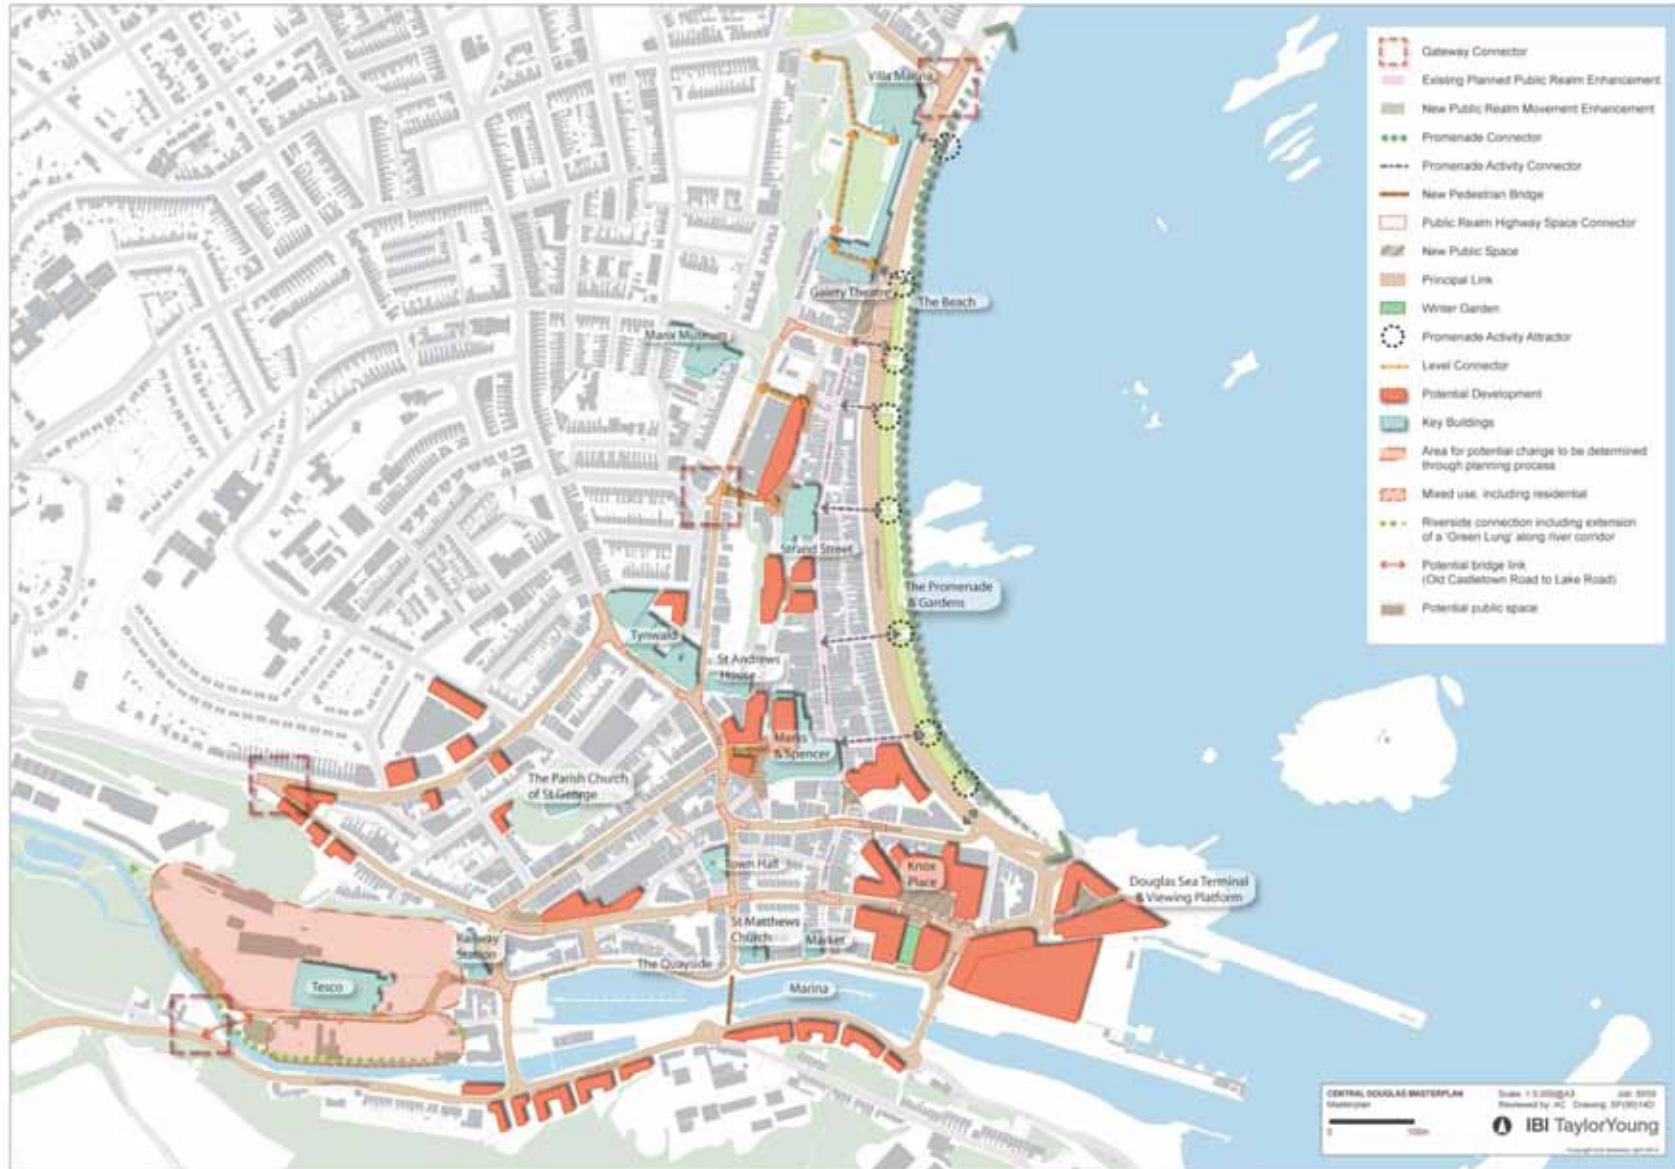 Villa Marina
Gaiety Theatre
The Beach
Manx Museum
Strand Street
The Promenade
& Gardens
Tynwald
St Andrews
House
Marks
& Spencer
The Parish Church
of St George
Town Hall
Knox
Place
Douglas Sea Terminal
& Viewing Platform
St Matthews
Church
Market
Railway
Station
The Quayside
Tesco
Marina
Gateway Connector
Existing Planned Public Realm Enhancement
New Public Realm Movement Enhancement
Promenade Connector
Promenade Activity Connector
New Pedestrian Bridge
Public Realm Highway Space Connector
New Public Space
Principal Link
Winter Garden
Promenade Activity Attractor
Level Connector
Potential Development
Key Buildings
Area for potential change to be determined
through planning process
Mixed use, including residential
Riverside connection including extension
of a 'Green Lung' along river corridor
Potential bridge link
(Old Castletown Road to Lake Road)
Potential public space
CENTRAL DOUGLAS MASTERPLAN
Masterplan
0 100m
Reviewed by: AC
IBI TaylorYoung